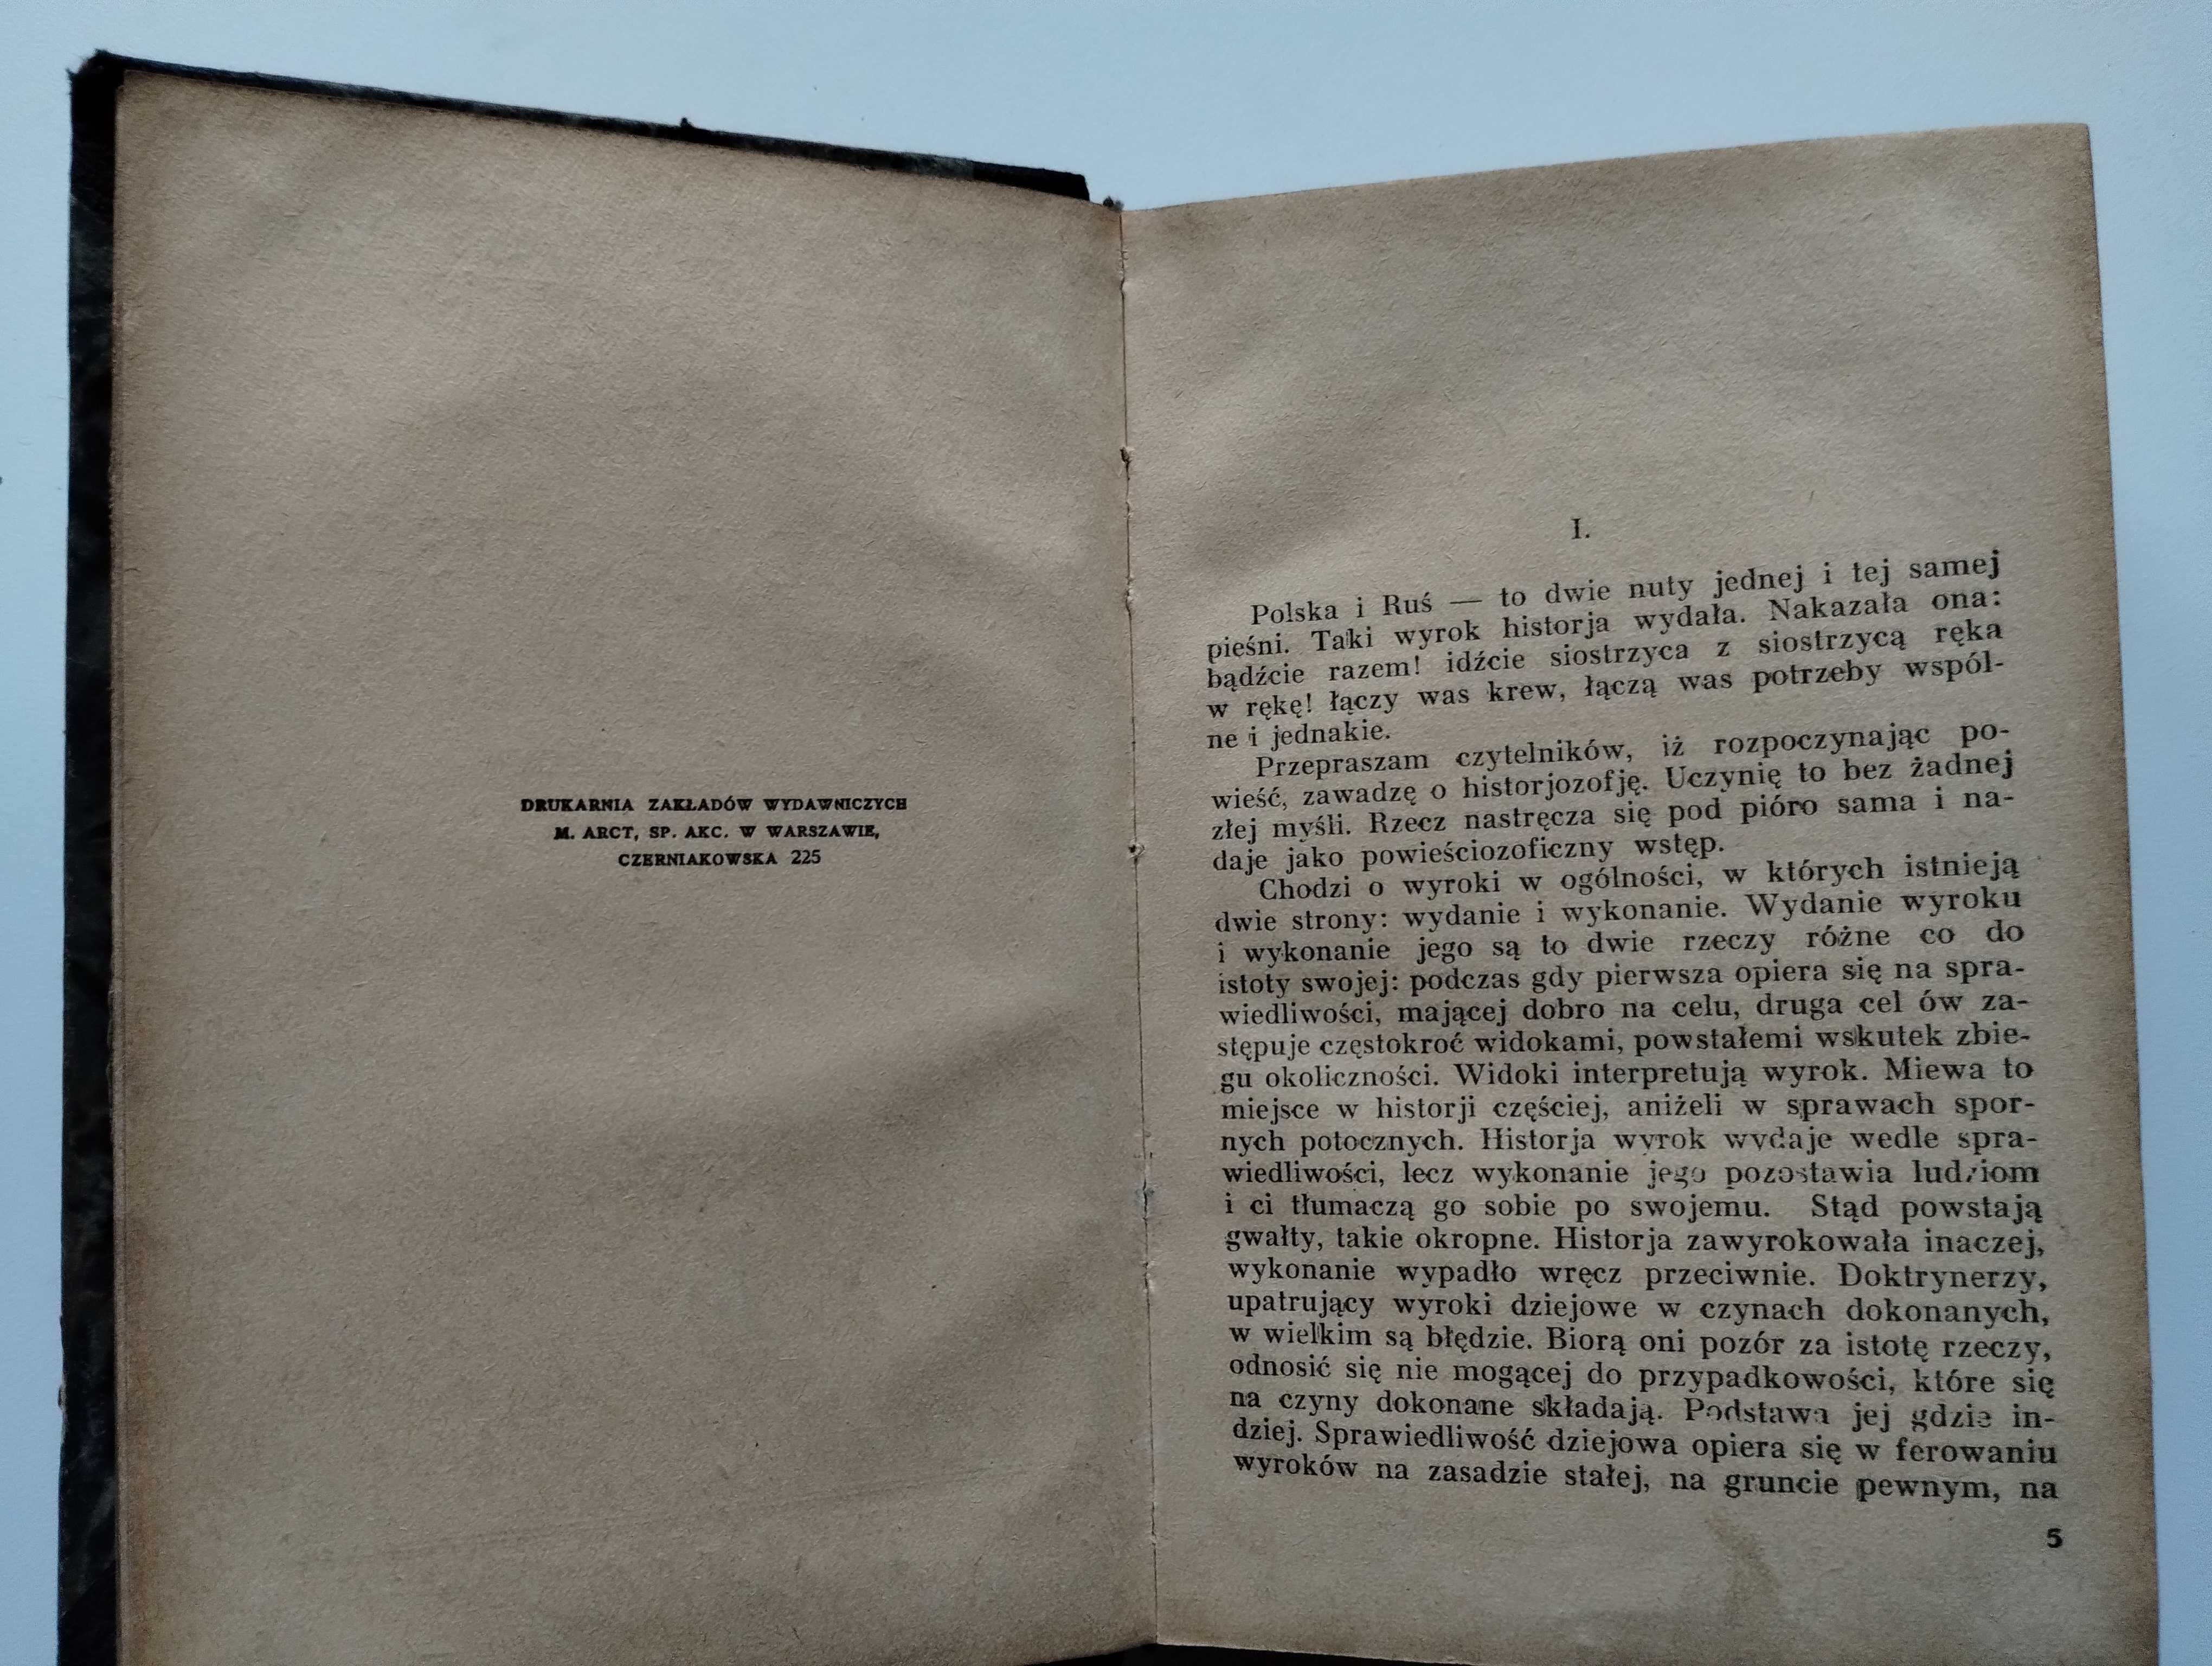 DRUKARNIA ZAKŁADÓW WYDAWNICZYCH
M. ARCT, SP. AKC. W WARSZAWIE,
CZERNIAKOWSKA 225
I.
Polska i Ruś — to dwie nuty jednej i tej samej
pieśni. Taki wyrok historja wydała. Nakazała ona:
bądźcie razem! idźcie siostrzyca z siostrzycą ręka
w rękę! łączy was krew, łączą was potrzeby wspól-
ne i jednakie.
Przepraszam czytelników, iż rozpoczynając po-
wieść, zawadzę o historjozofję. Uczynię to bez żadnej
złej myśli. Rzecz nastręcza się pod pióro sama i na-
daje jako powieściozoficzny wstęp.
Chodzi o wyroki w ogólności, w których istnieją
dwie strony: wydanie i wykonanie. Wydanie wyroku
i wykonanie jego są to dwie rzeczy różne co do
istoty swojej: podczas gdy pierwsza opiera się na spra-
wiedliwości, mającej dobro na celu, druga cel ów za-
stępuje częstokroć widokami, powstałemi wskutek zbie-
gu okoliczności. Widoki interpretują wyrok. Miewa to
miejsce w historji częściej, aniżeli w sprawach spor-
nych potocznych. Historja wyrok wydaje wedle spra-
wiedliwości, lecz wykonanie jego pozostawia ludziom
i ci tłumaczą go sobie po swojemu. Stąd powstają
gwałty, takie okropne. Historja zawyrokowała inaczej,
wykonanie wypadło wręcz przeciwnie. Doktrynerzy,
upatrujący wyroki dziejowe w czynach dokonanych,
w wielkim są błędzie. Biorą oni pozór za istotę rzeczy,
odnosić się nie mogącej do przypadkowości, które się
na czyny dokonane składają. Podstawa jej gdzie in-
dziej. Sprawiedliwość dziejowa opiera się w ferowaniu
wyroków na zasadzie stałej, na gruncie pewnym, na
5